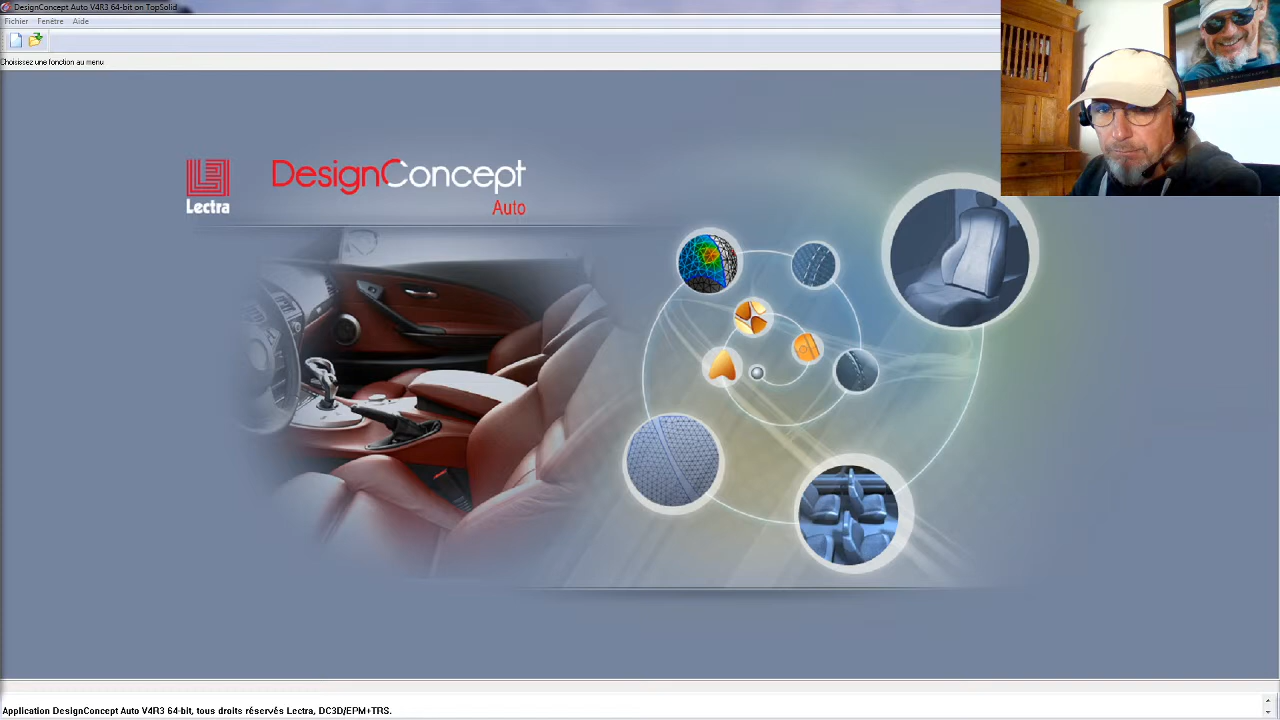 DesignConcept Auto V4R3 64-bit on TopSolid
Fichier Fenêtre Aide
Choisissez une fonction au menu
Lectra
DesignConcept
Auto
Application DesignConcept Auto V4R3 64-bit, tous droits réservés Lectra, DC3D/EPM+TRS.